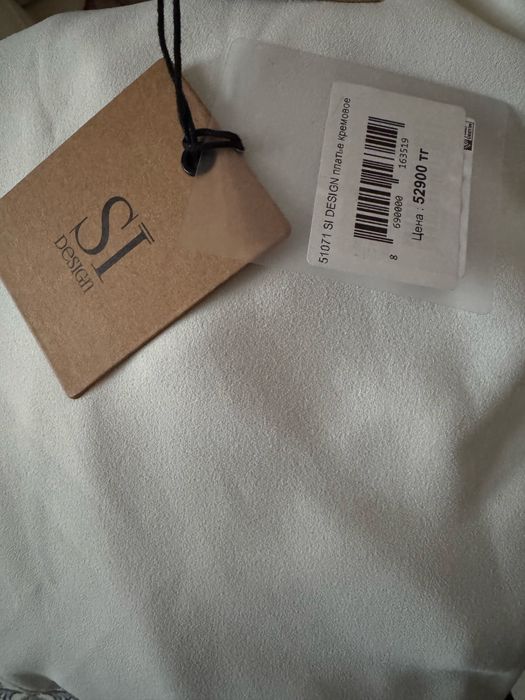 SI
Design
51071 SI DESIGN платье кремовое
8 690000 163519
Цена : 52900 тг